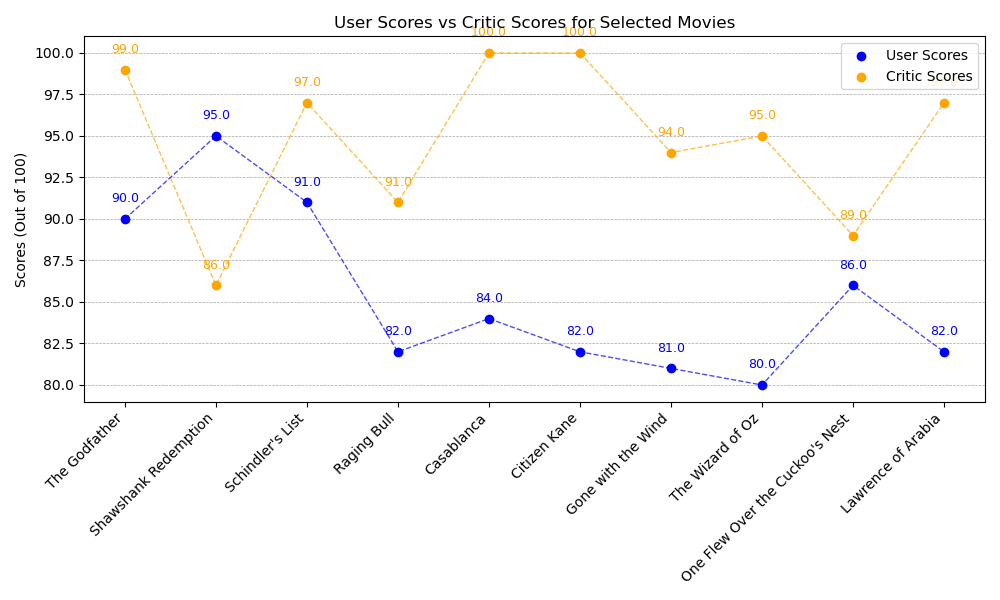 User Scores vs Critic Scores for Selected Movies
Scores (Out of 100)
100.0
97.5
95.0
92.5
90.0
87.5
85.0
82.5
80.0
User Scores
Critic Scores
99.0
86.0
97.0
91.0
100.0
100.0
94.0
95.0
89.0
90.0
95.0
91.0
82.0
84.0
82.0
81.0
80.0
86.0
82.0
The Godfather
Shawshank Redemption
Schindler's List
Raging Bull
Casablanca
Citizen Kane
Gone with the Wind
The Wizard of Oz
One Flew Over the Cuckoo's Nest
Lawrence of Arabia